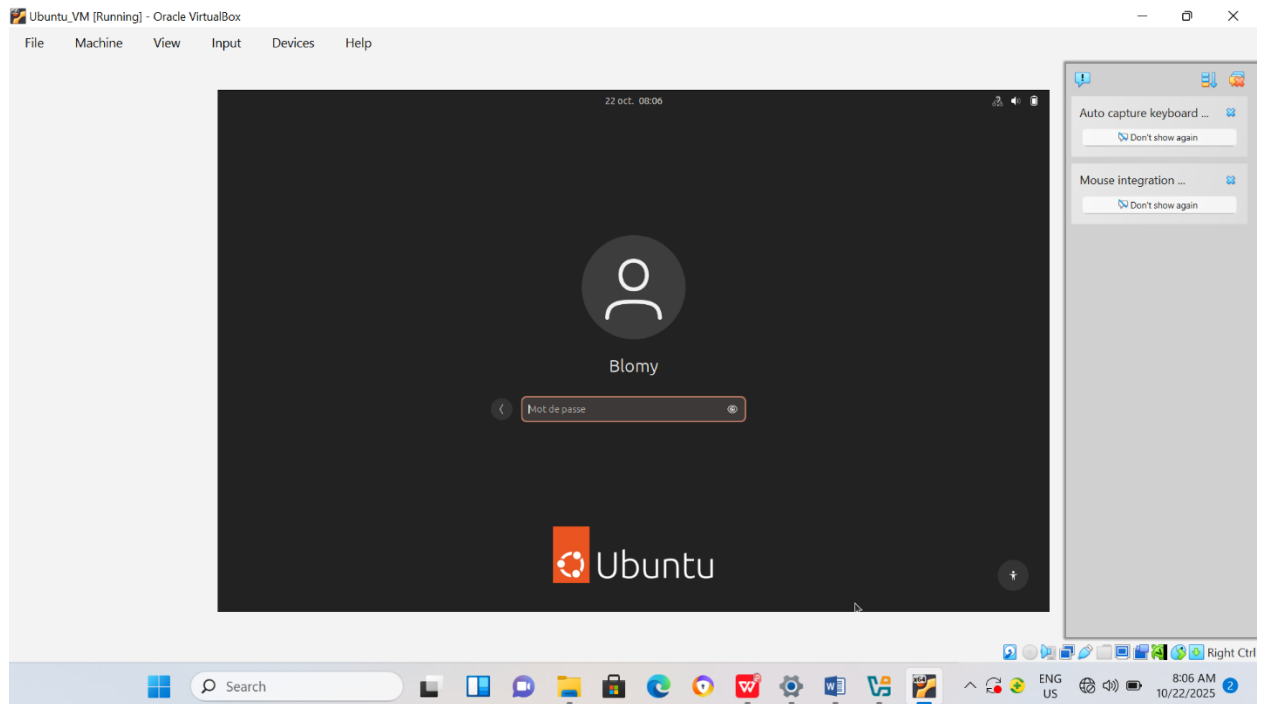 Ubuntu_VM [Running] - Oracle VirtualBox
File Machine View Input Devices Help
22 oct. 08:06
Auto capture keyboard ...
Don't show again
Mouse integration ...
Don't show again
Blomy
Mot de passe
Ubuntu
Right Ctrl
Search
ENG
US
8:06 AM
10/22/2025
2